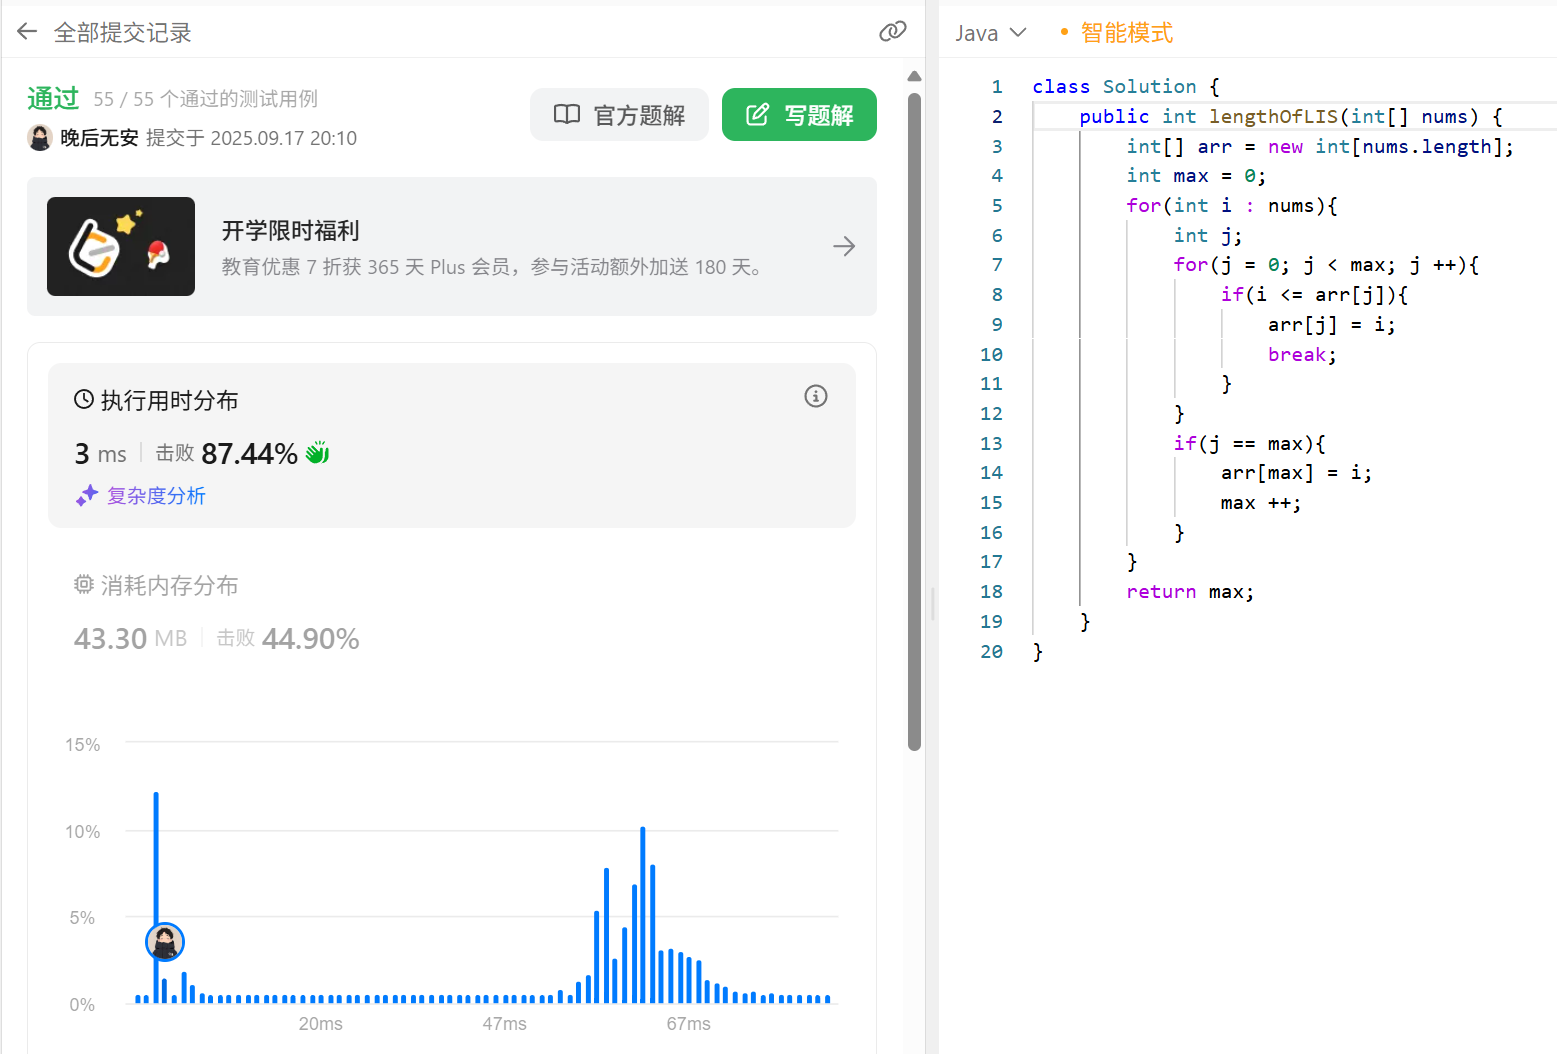 全部提交记录
通过 55 / 55 个通过的测试用例
晚后无安 提交于 2025.09.17 20:10
官方题解
写题解
开学限时福利
教育优惠 7 折获 365 天 Plus 会员，参与活动额外加送 180 天。
执行用时分布
3 ms 击败 87.44%
复杂度分析
消耗内存分布
43.30 MB 击败 44.90%
15%
10%
5%
0%
20ms 47ms 67ms
Java 智能模式
1 class Solution {
2     public int lengthOfLIS(int[] nums) {
3         int[] arr = new int[nums.length];
4         int max = 0;
5         for(int i : nums){
6             int j;
7             for(j = 0; j < max; j ++){
8                 if(i <= arr[j]){
9                     arr[j] = i;
10                     break;
11                 }
12             }
13             if(j == max){
14                 arr[max] = i;
15                 max ++;
16             }
17         }
18         return max;
19     }
20 }